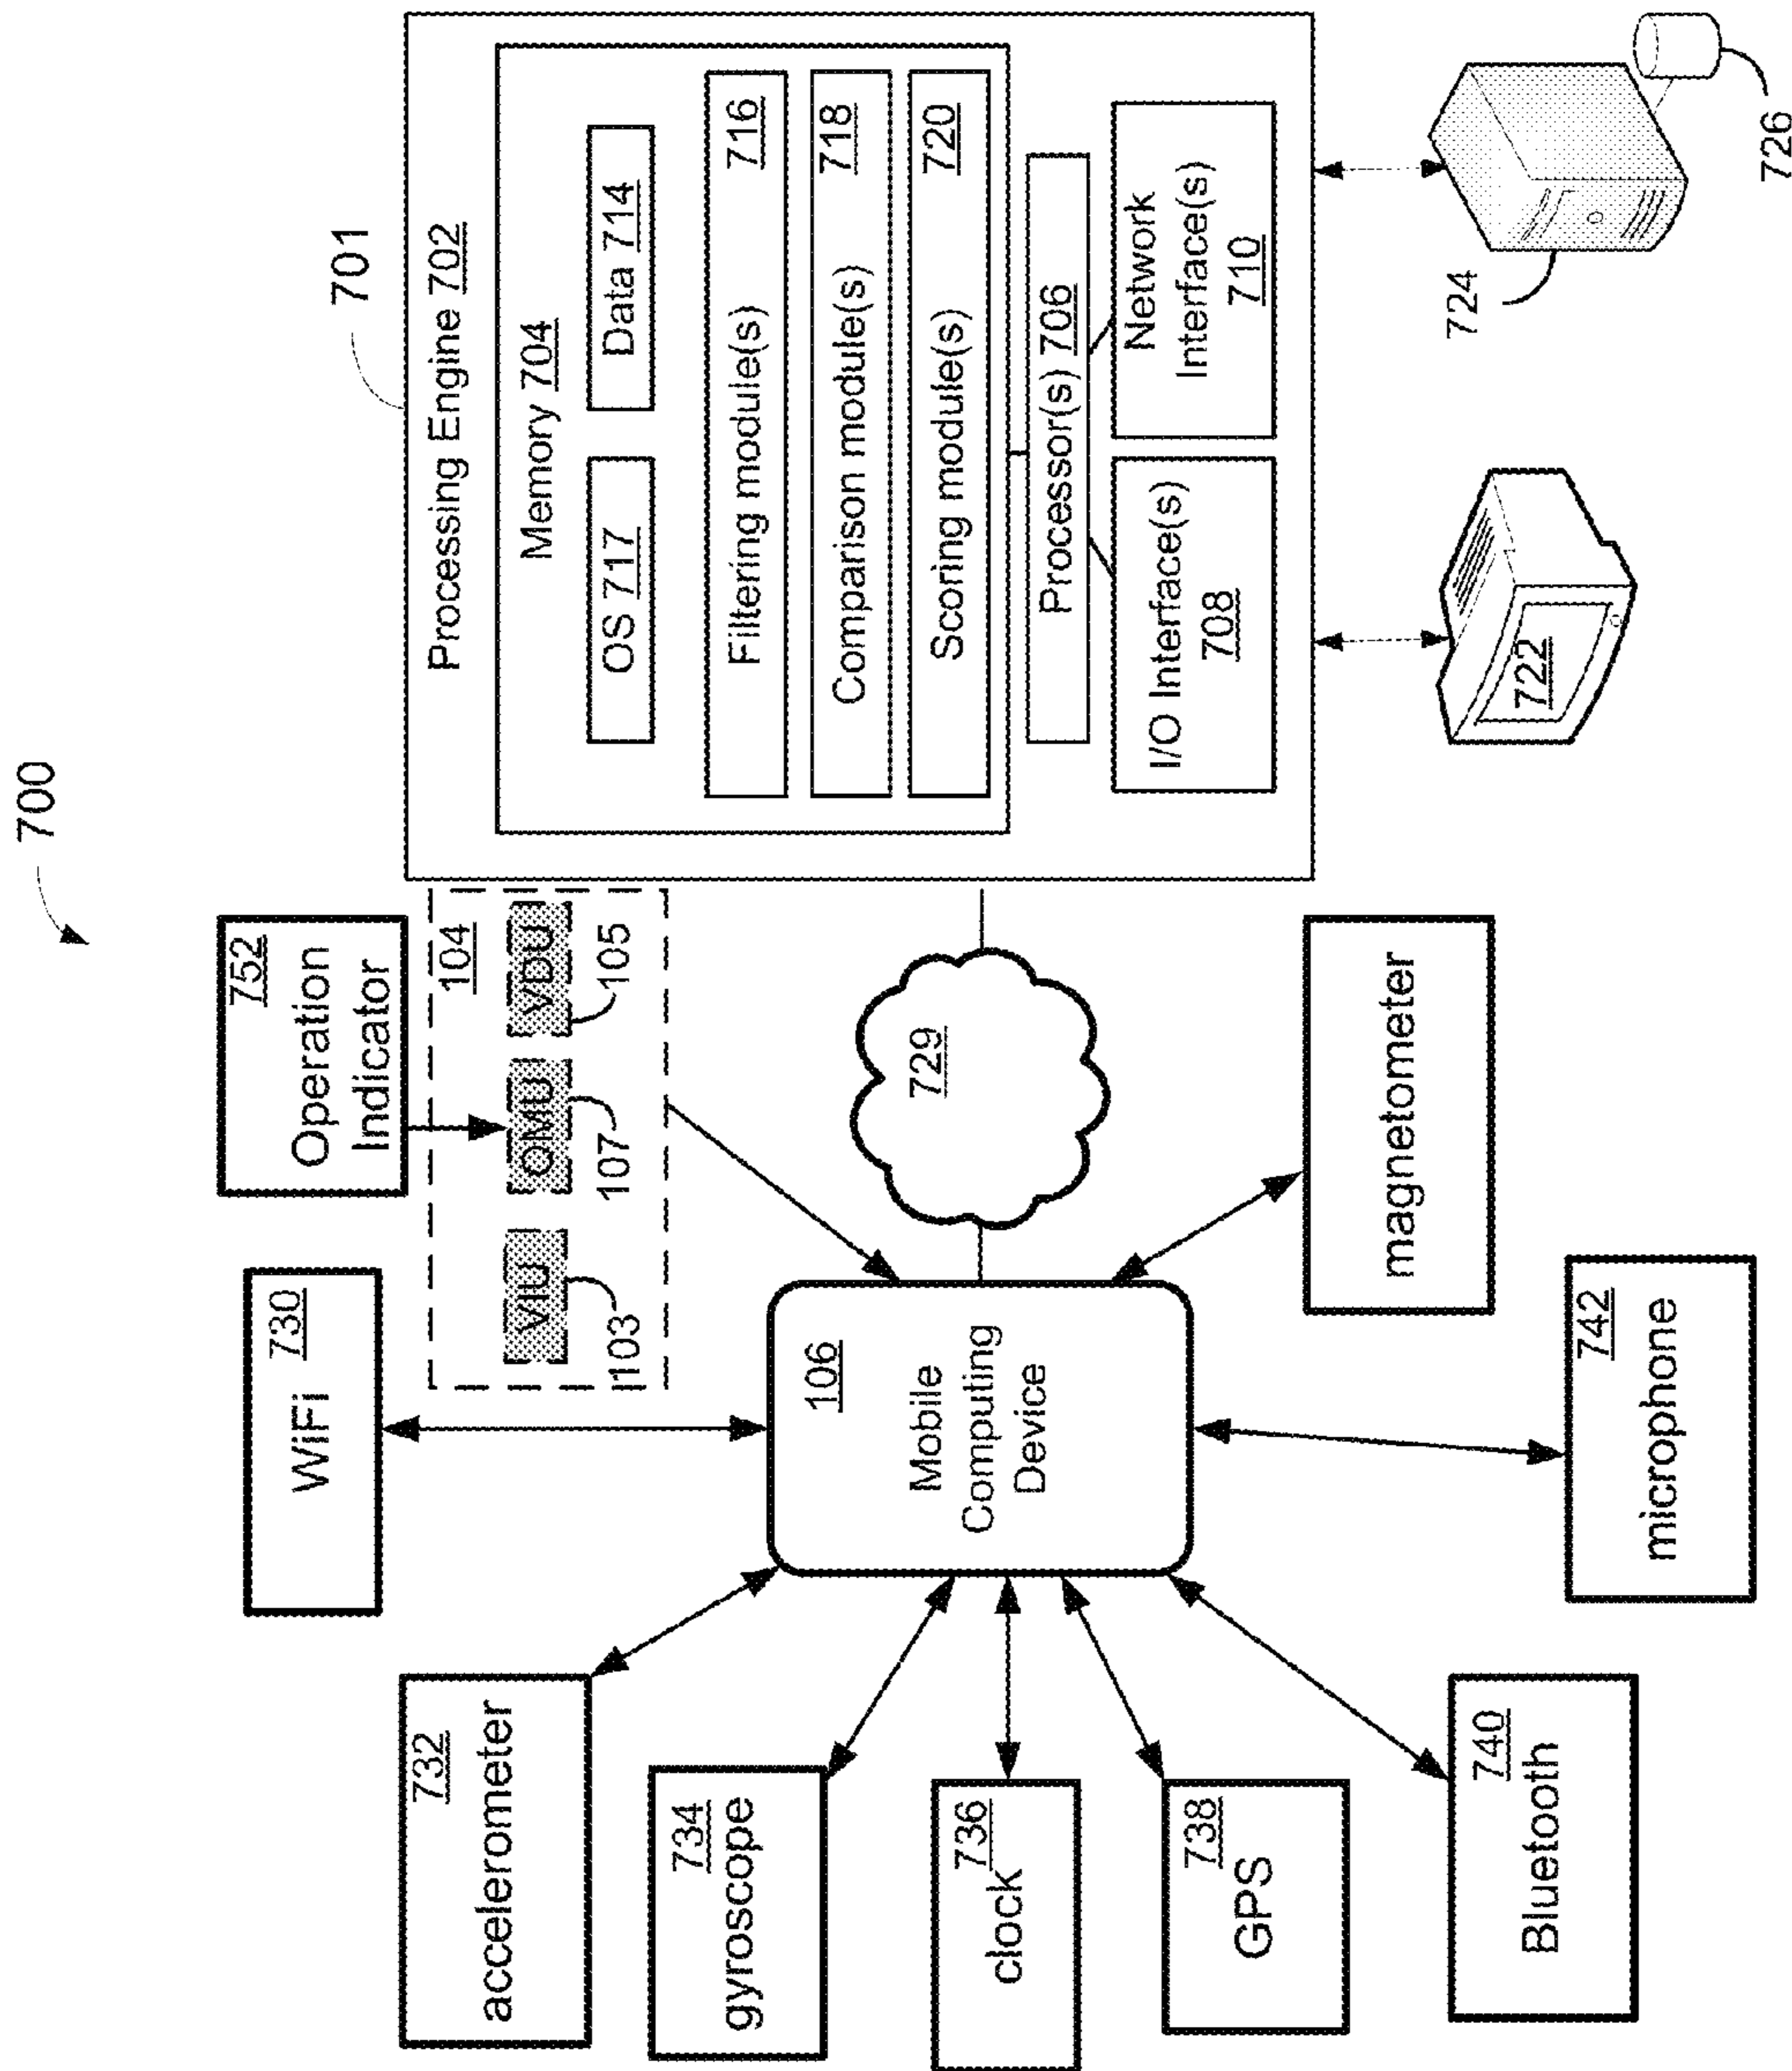 700
752
Operation
Indicator
WiFi 730
104
VIU
OMU
VDU
103
107
105
732
accelerometer
734
gyroscope
736
clock
738
GPS
740
Bluetooth
742
microphone
magnetometer
106
Mobile
Computing
Device
729
701
Processing Engine 702
Memory 704
OS 717
Data 714
Filtering module(s) 716
Comparison module(s) 718
Scoring module(s) 720
Processor(s) 706
I/O Interface(s)
708
Network
Interface(s)
710
722
724
726